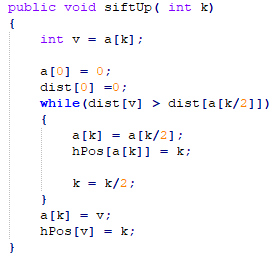 public void siftUp( int k)
{
int v = a[k];
a[0] = 0;
dist[0] =0;
while(dist[v] > dist[a[k/2]])
{
a[k] = a[k/2];
hPos[a[k]] = k;
k = k/2;
}
a[k] = v;
hPos[v] = k;
}